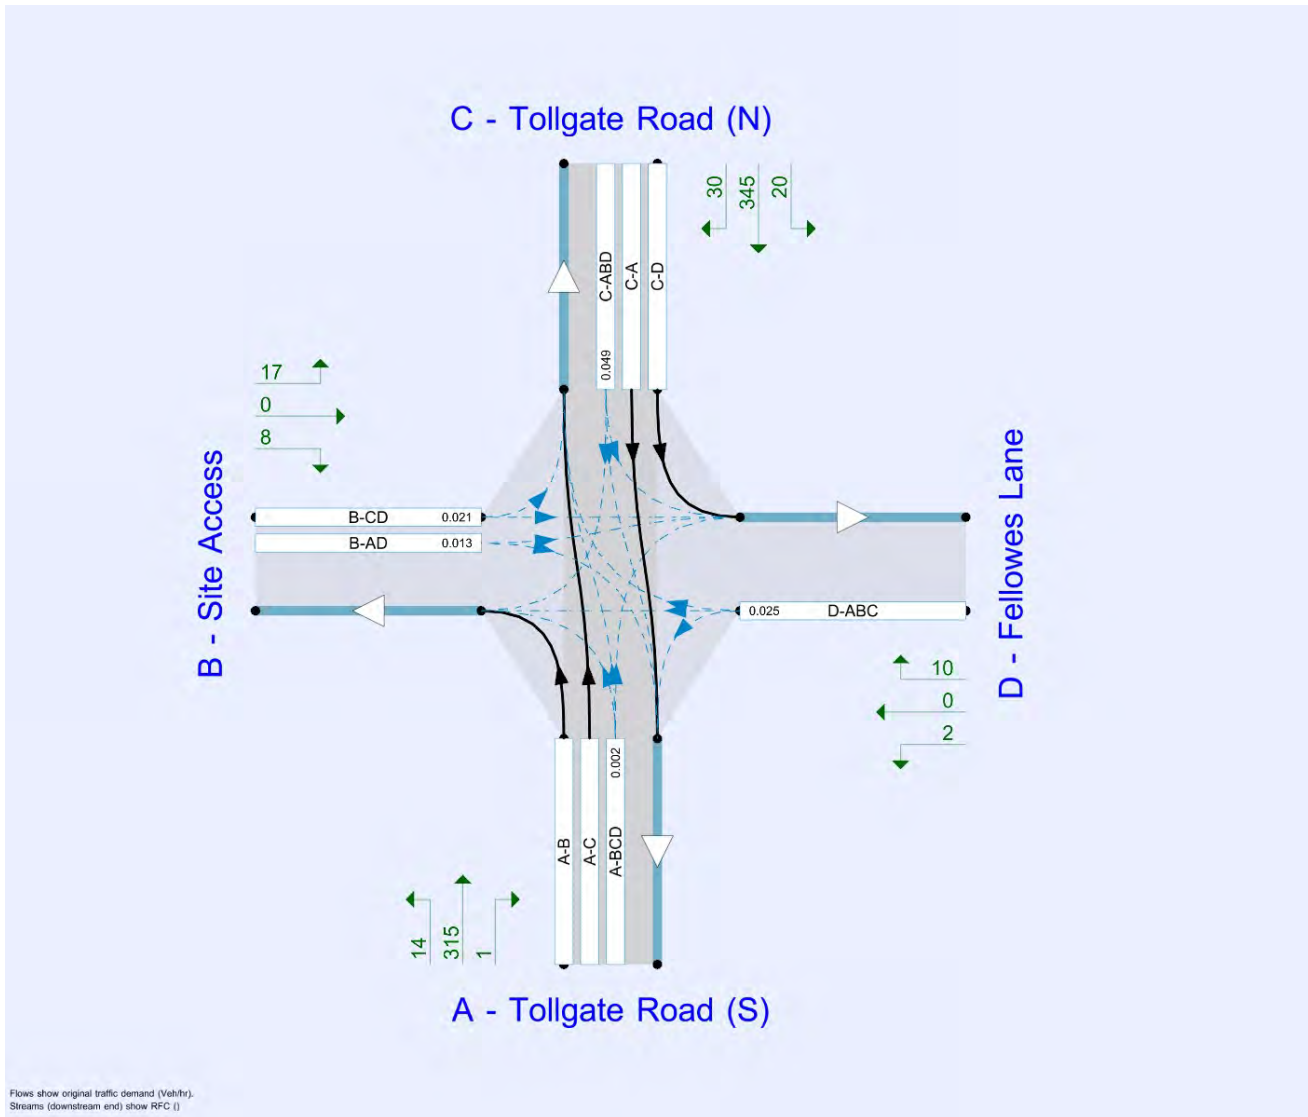 C - Tollgate Road (N)
30
345
20
C-ABD
C-A
C-D
0.049
17
0
8
B - Site Access
B-CD 0.021
B-AD 0.013
D - Fellowes Lane
0.025 D-ABC
10
0
2
0.002
A-B
A-C
A-BCD
14
315
1
A - Tollgate Road (S)
Flows show original traffic demand (Veh/hr).
Streams (downstream end) show RFC ()